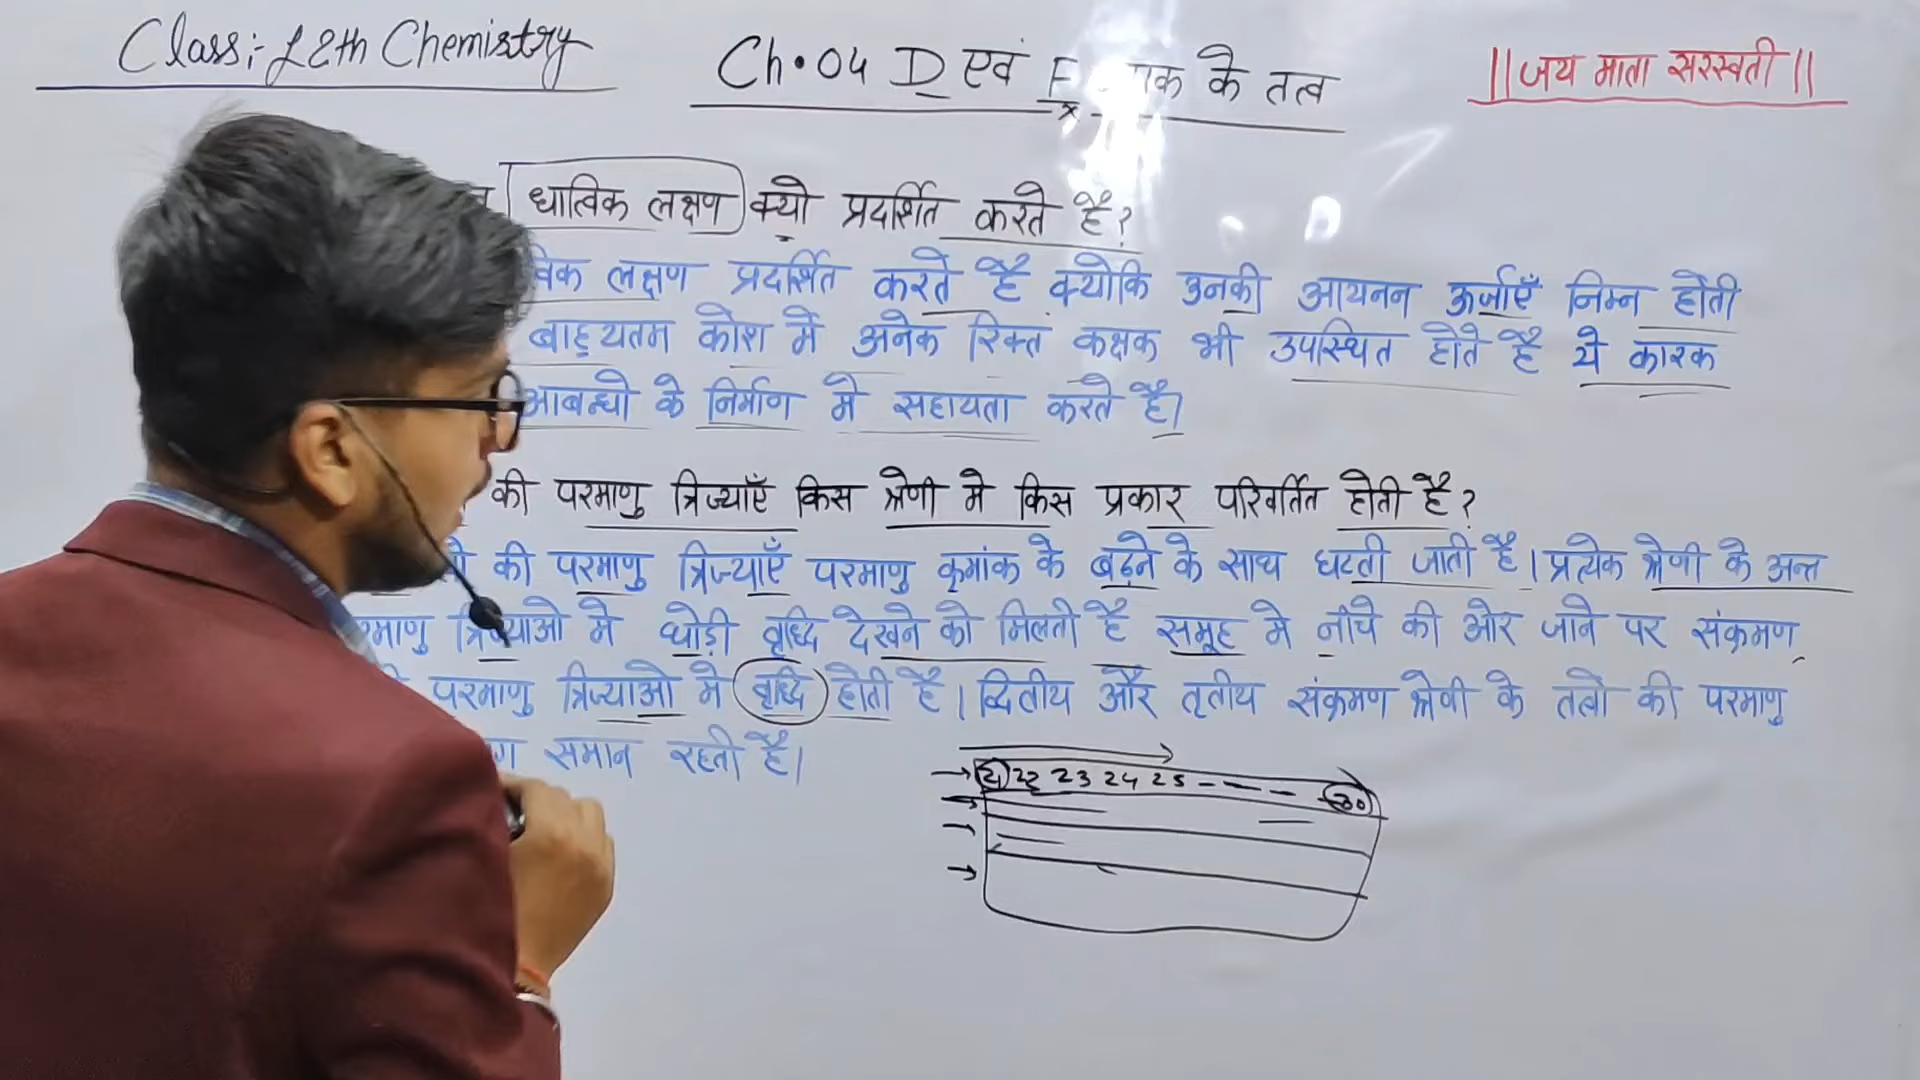 Class:- 12th Chemistry
Ch. 04 D एवं F के तत्व
||जय माता सरस्वती||
धात्विक लक्षण क्यो प्रदर्शित करते है?
लक्षण प्रदर्शित करते है क्योकि उनकी आयनन ऊर्जाएँ निम्न होती
बाह्यतम कोश मे अनेक रिक्त कक्षक भी उपस्थित होते है ये कारक
आबन्धो के निर्माण मे सहायता करते है।
की परमाणु त्रिज्याएँ किस श्रेणी मे किस प्रकार परिवर्तित होती है?
की परमाणु त्रिज्याएँ परमाणु क्रमांक के बढ़ने के साथ घटती जाती है। प्रत्येक श्रेणी के अन्त
त्रिज्याओ मे थोड़ी वृध्दि देखने को मिलती है समूह मे नीचे की ओर जाने पर संक्रमण
परमाणु त्रिज्याओ मे वृध्दि होती है। द्वितीय और तृतीय संक्रमण श्रेणी के तत्वो की परमाणु
समान रहती है।
21 22 23 24 25 ----- 30